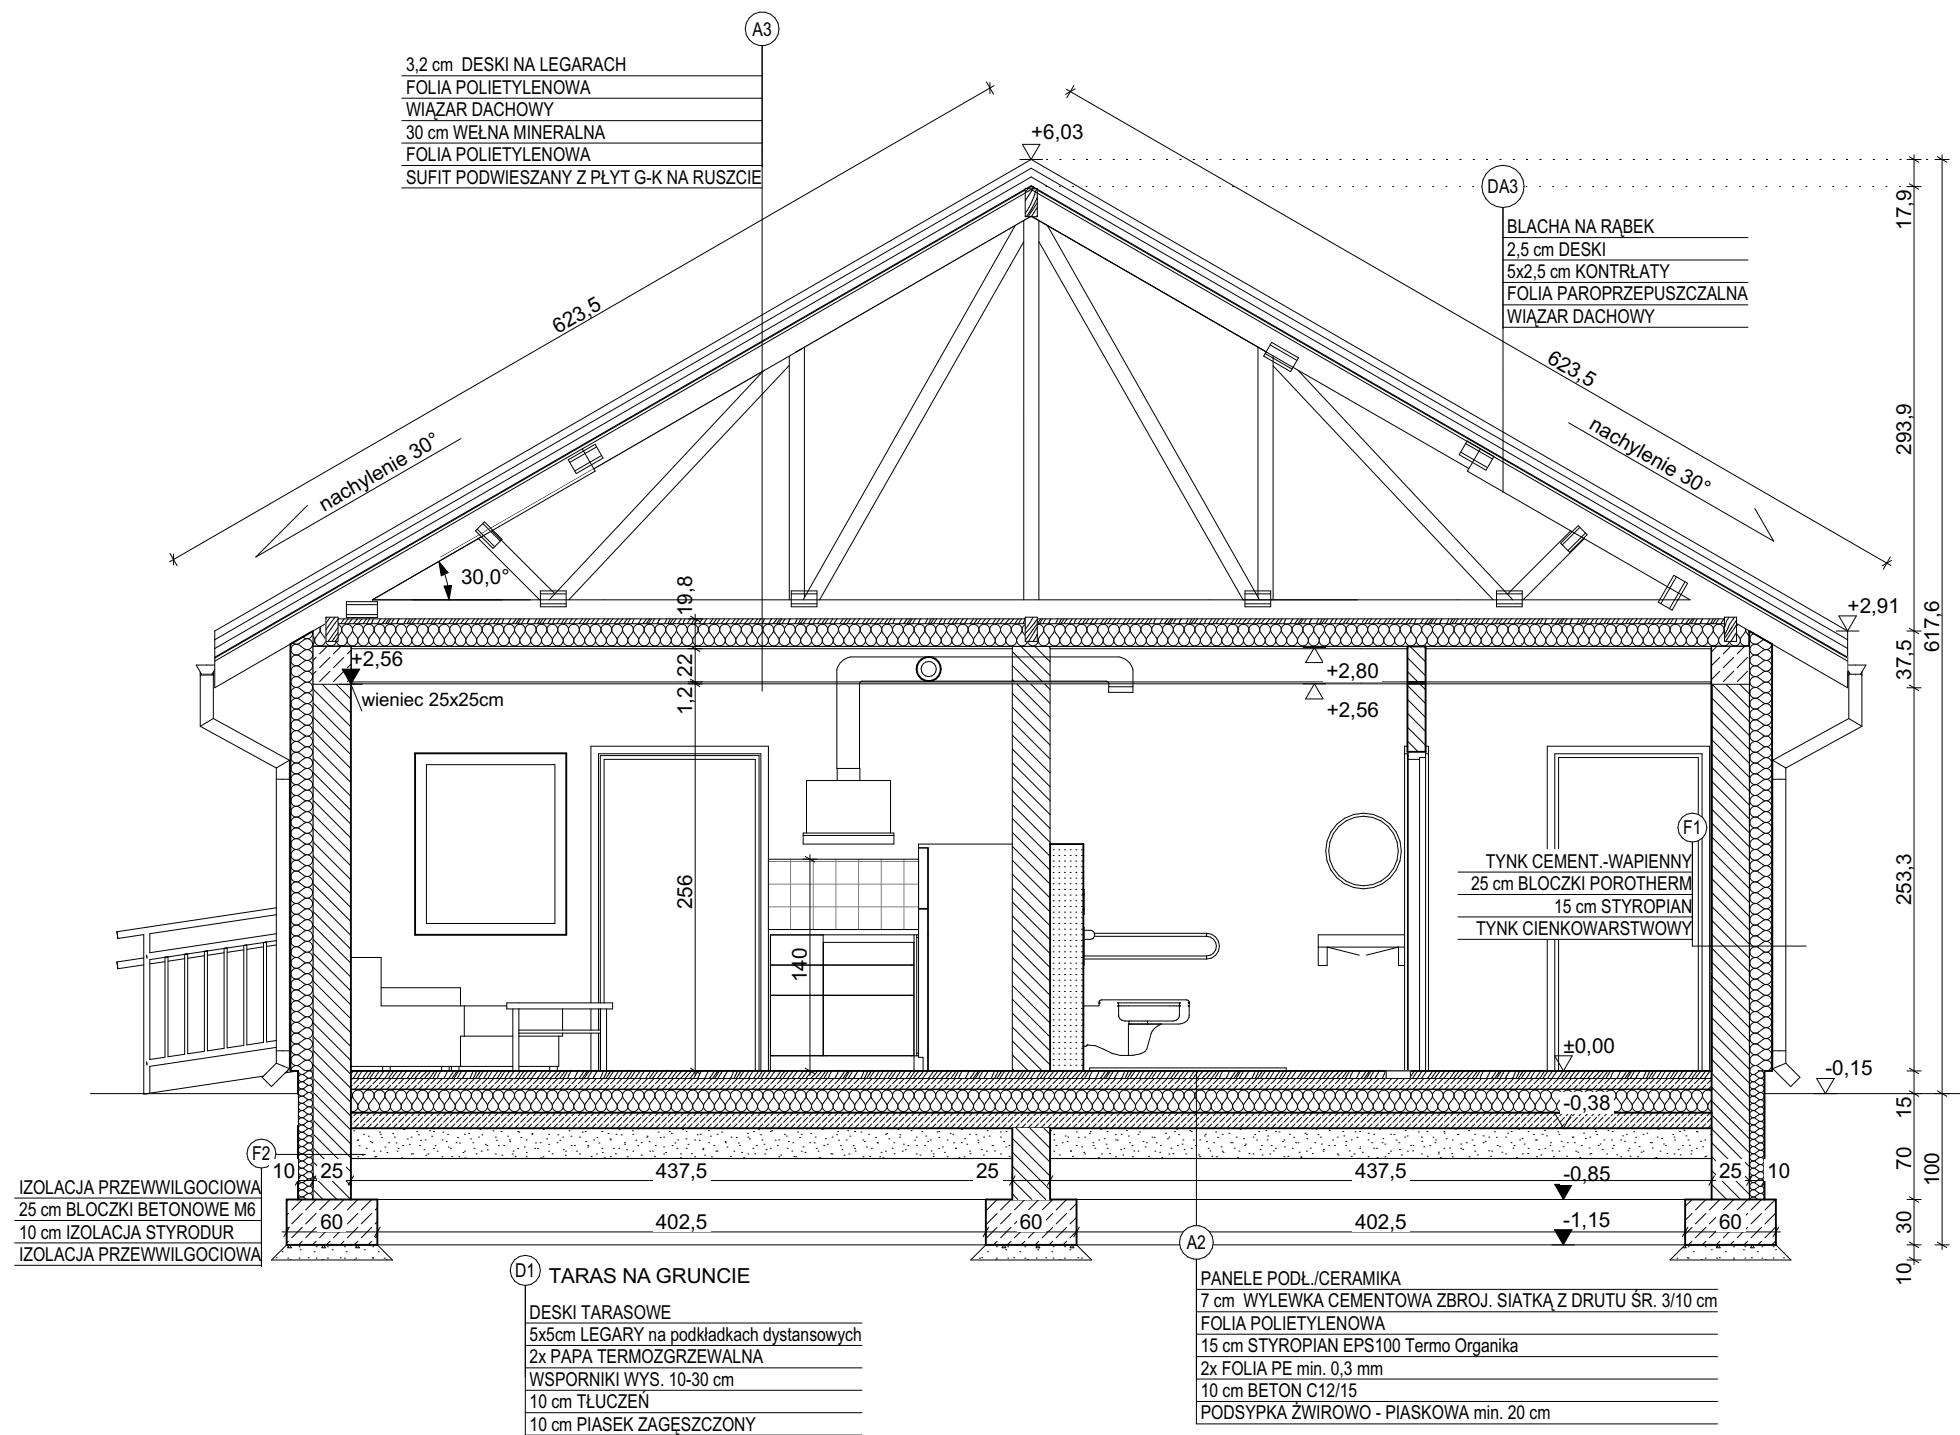 A3
3,2 cm  DESKI NA LEGARACH
FOLIA POLIETYLENOWA
WIĄZAR DACHOWY
30 cm WEŁNA MINERALNA
FOLIA POLIETYLENOWA
SUFIT PODWIESZANY Z PŁYT G-K NA RUSZCIE
+6,03
DA3
BLACHA NA RĄBEK
2,5 cm DESKI
5x2,5 cm KONTRŁATY
FOLIA PAROPRZEPUSZCZALNA
WIĄZAR DACHOWY
17,9
623,5
623,5
293,9
nachylenie 30°
nachylenie 30°
30,0°
19,8
+2,91
617,6
37,5
+2,56
22
1,2
wieniec 25x25cm
+2,80
+2,56
F1
TYNK CEMENT.-WAPIENNY
25 cm BLOCZKI POROTHERM
15 cm STYROPIAN
TYNK CIENKOWARSTWOWY
256
140
253,3
±0,00
-0,15
-0,38
15
F2
10
25
437,5
25
437,5
-0,85
25
10
70
100
IZOLACJA PRZEWWILGOCIOWA
25 cm BLOCZKI BETONOWE M6
10 cm IZOLACJA STYRODUR
IZOLACJA PRZEWWILGOCIOWA
60
402,5
60
402,5
-1,15
60
30
10
D1 TARAS NA GRUNCIE
DESKI TARASOWE
5x5cm LEGARY na podkładkach dystansowych
2x PAPA TERMOZGRZEWALNA
WSPORNIKI WYS. 10-30 cm
10 cm TŁUCZEŃ
10 cm PIASEK ZAGĘSZCZONY
A2
PANELE PODŁ./CERAMIKA
7 cm  WYLEWKA CEMENTOWA ZBROJ. SIATKĄ Z DRUTU ŚR. 3/10 cm
FOLIA POLIETYLENOWA
15 cm STYROPIAN EPS100 Termo Organika
2x FOLIA PE min. 0,3 mm
10 cm BETON C12/15
PODSYPKA ŻWIROWO - PIASKOWA min. 20 cm